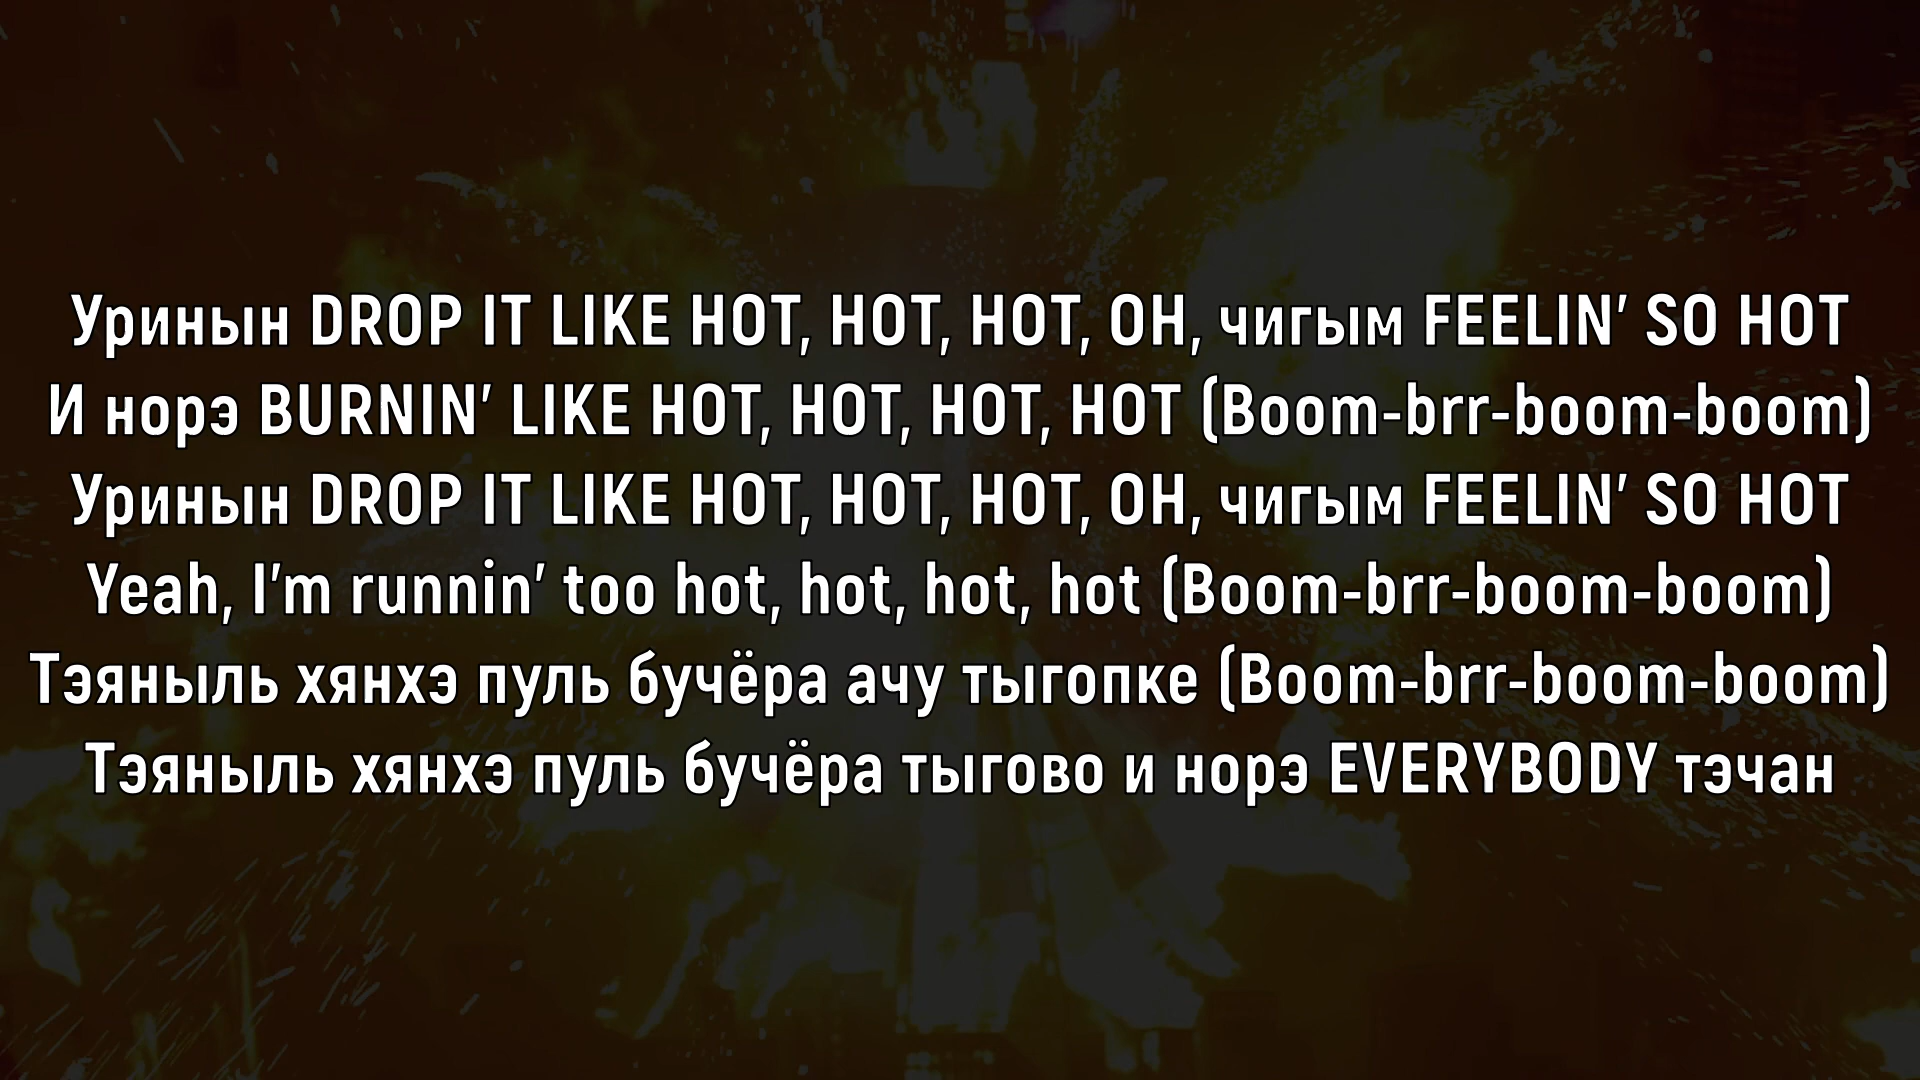 Уринын DROP IT LIKE HOT, HOT, HOT, OH, чигым FEELIN’ SO HOT
И норэ BURNIN’ LIKE HOT, HOT, HOT, HOT (Boom-brr-boom-boom)
Уринын DROP IT LIKE HOT, HOT, HOT, OH, чигым FEELIN’ SO HOT
Yeah, I’m runnin’ too hot, hot, hot, hot (Boom-brr-boom-boom)
Тэяныль хянхэ пуль бучёра ачу тыгопке (Boom-brr-boom-boom)
Тэяныль хянхэ пуль бучёра тыгово и норэ EVERYBODY тэчан